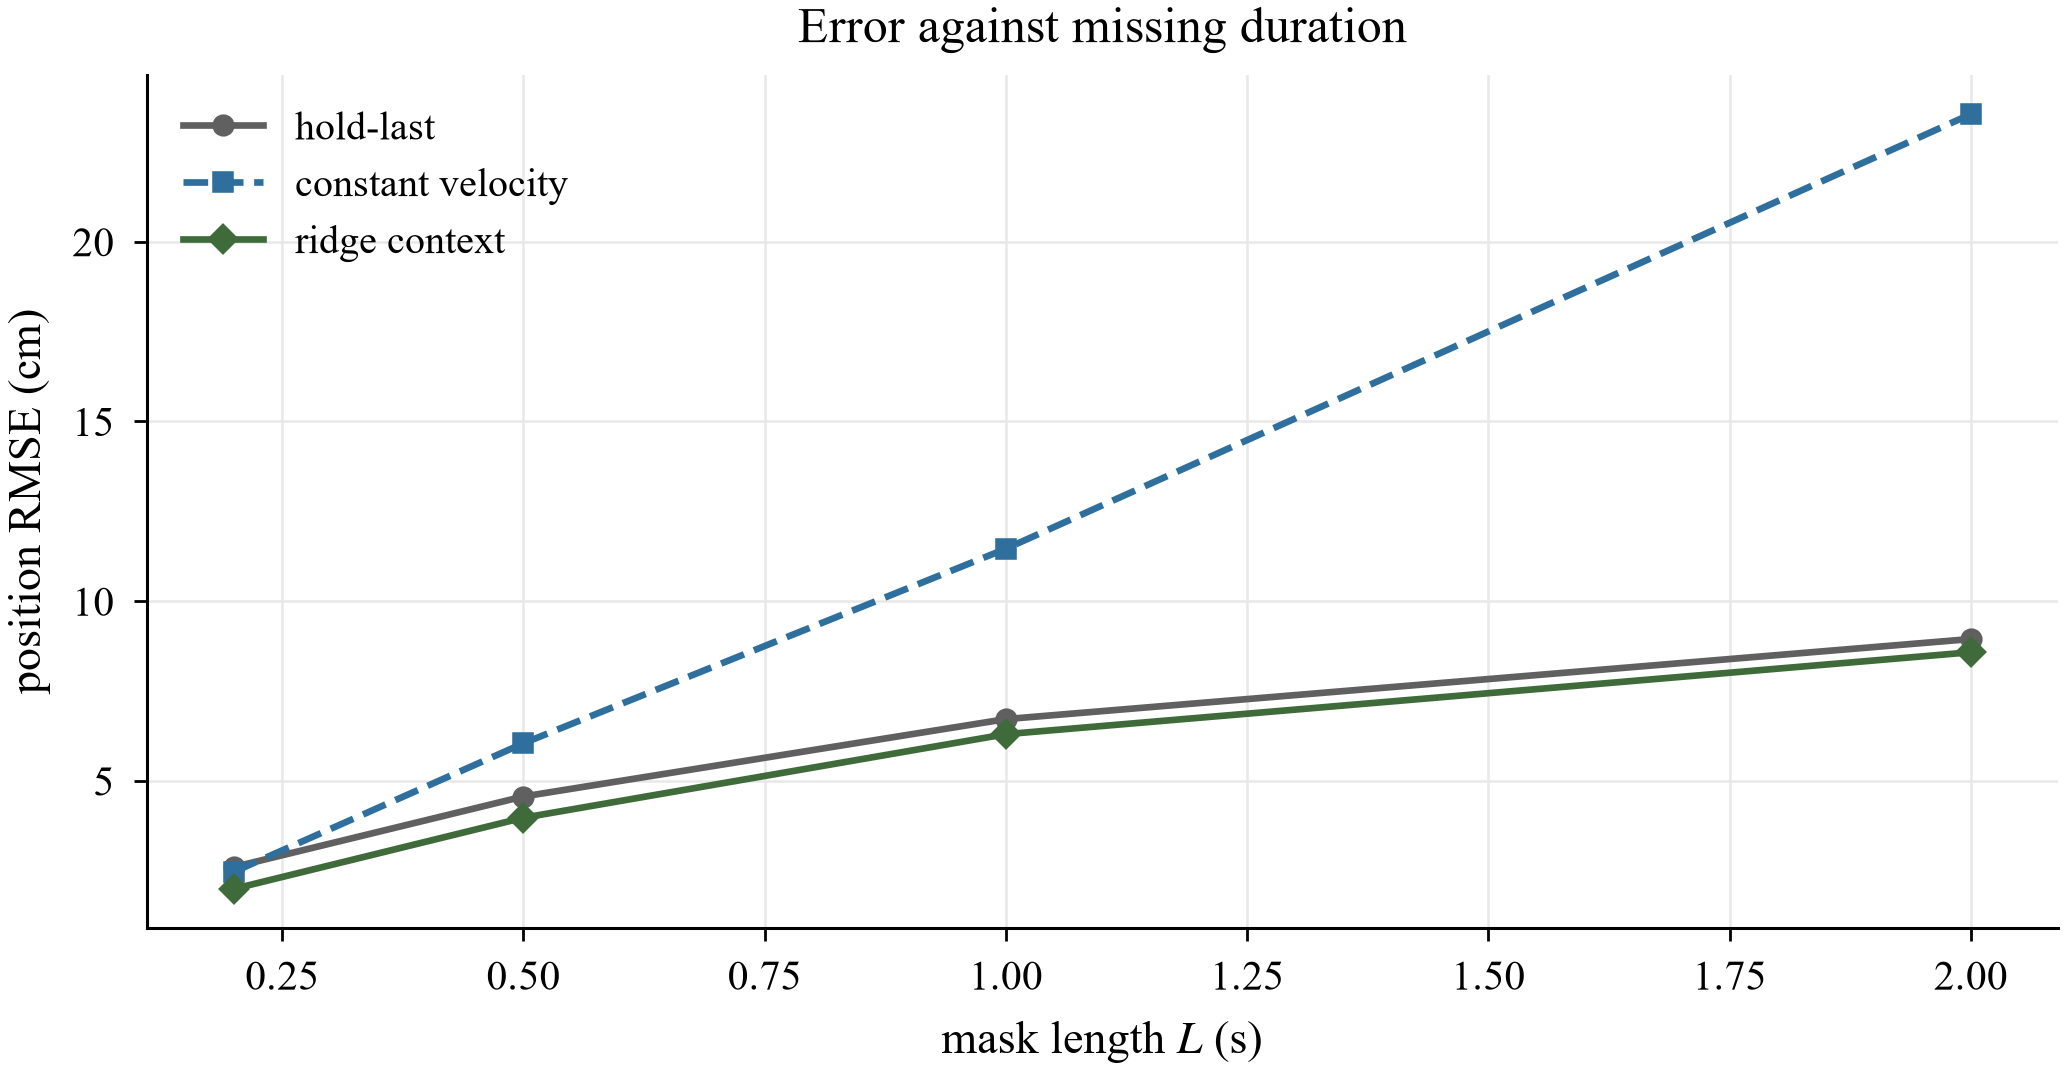 Error against missing duration
hold-last
constant velocity
ridge context
position RMSE (cm)
20
15
10
5
0.25 0.50 0.75 1.00 1.25 1.50 1.75 2.00
mask length L (s)